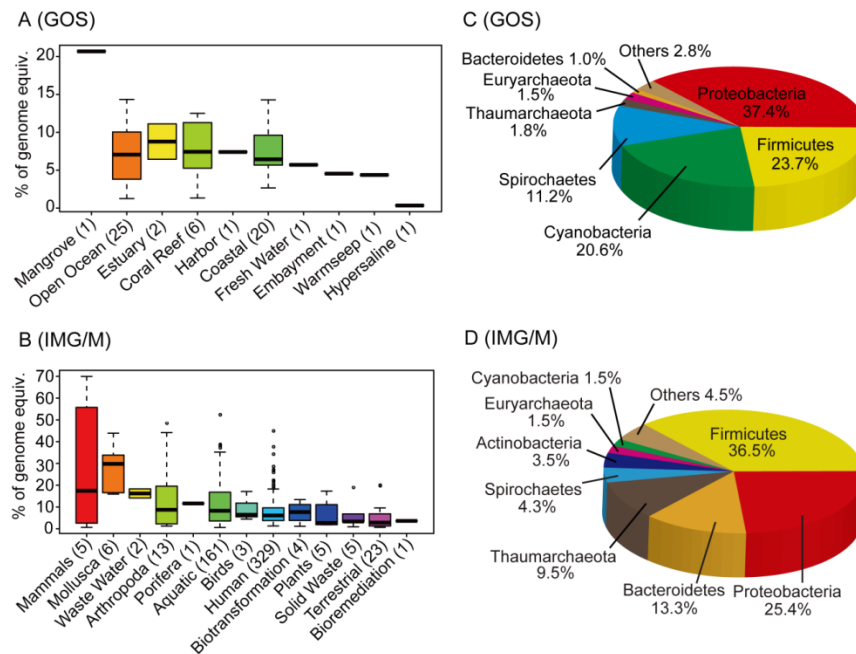 A (GOS)
% of genome equiv.
20
15
10
5
0
Mangrove (1)
Open Ocean (25)
Estuary (2)
Coral Reef (6)
Harbor (1)
Coastal (20)
Fresh Water (1)
Embayment (1)
Warmseep (1)
Hypersaline (1)
C (GOS)
Others 2.8%
Bacteroidetes 1.0%
Euryarchaeota
1.5%
Thaumarchaeota
1.8%
Spirochaetes
11.2%
Cyanobacteria
20.6%
Proteobacteria
37.4%
Firmicutes
23.7%
B (IMG/M)
% of genome equiv.
70
60
50
40
30
20
10
0
Mammals (5)
Mollusca (6)
Waste Water (2)
Arthropoda (13)
Porifera (1)
Aquatic (161)
Birds (3)
Human (329)
Biotransformation (4)
Plants (5)
Solid Waste (5)
Terrestrial (23)
Bioremediation (1)
D (IMG/M)
Cyanobacteria 1.5%
Others 4.5%
Euryarchaeota
1.5%
Actinobacteria
3.5%
Spirochaetes
4.3%
Thaumarchaeota
9.5%
Bacteroidetes
13.3%
Proteobacteria
25.4%
Firmicutes
36.5%